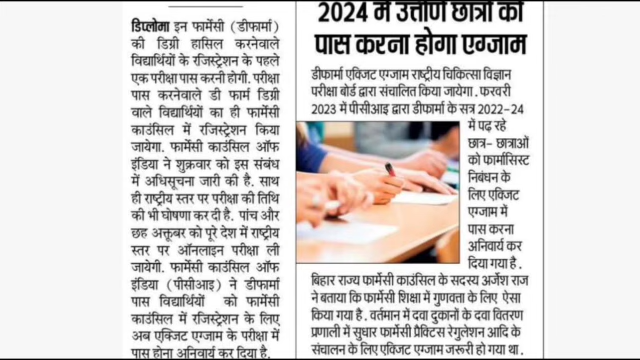 डिप्लोमा इन फार्मेसी (डीफार्मा)
की डिग्री हासिल करनेवाले
विद्यार्थियों के रजिस्ट्रेशन के पहले
एक परीक्षा पास करनी होगी. परीक्षा
पास करनेवाले डी फार्म डिग्री
वाले विद्यार्थियों का ही फार्मेसी
काउंसिल में रजिस्ट्रेशन किया
जायेगा. फार्मेसी काउंसिल ऑफ
इंडिया ने शुक्रवार को इस संबंध
में अधिसूचना जारी की है. साथ
ही राष्ट्रीय स्तर पर परीक्षा की तिथि
की भी घोषणा कर दी है. पांच और
छह अक्तूबर को पूरे देश में राष्ट्रीय
स्तर पर ऑनलाइन परीक्षा ली
जायेगी. फार्मेसी काउंसिल ऑफ
इंडिया (पीसीआइ) ने डीफार्मा
पास विद्यार्थियों को फार्मेसी
काउंसिल में रजिस्ट्रेशन के लिए
अब एक्जिट एग्जाम के परीक्षा में
पास होना अनिवार्य कर दिया है.
2024 में उत्तीर्ण छात्रों को
पास करना होगा एग्जाम
डीफार्मा एक्जिट एग्जाम राष्ट्रीय चिकित्सा विज्ञान
परीक्षा बोर्ड द्वारा संचालित किया जायेगा. फरवरी
2023 में पीसीआइ द्वारा डीफार्मा के सत्र 2022-24
में पढ़ रहे
छात्र- छात्राओं
को फार्मासिस्ट
निबंधन के
लिए एक्जिट
एग्जाम में
पास करना
अनिवार्य कर
दिया गया है.
बिहार राज्य फार्मेसी काउंसिल के सदस्य अर्जेश राज
ने बताया कि फार्मेसी शिक्षा में गुणवता के लिए ऐसा
किया गया है. वर्तमान में दवा दुकानों के दवा वितरण
प्रणाली में सुधार फार्मेसी प्रैक्टिस रेगुलेशन आदि के
संचालन के लिए एक्जिट एग्जाम जरूरी हो गया था.